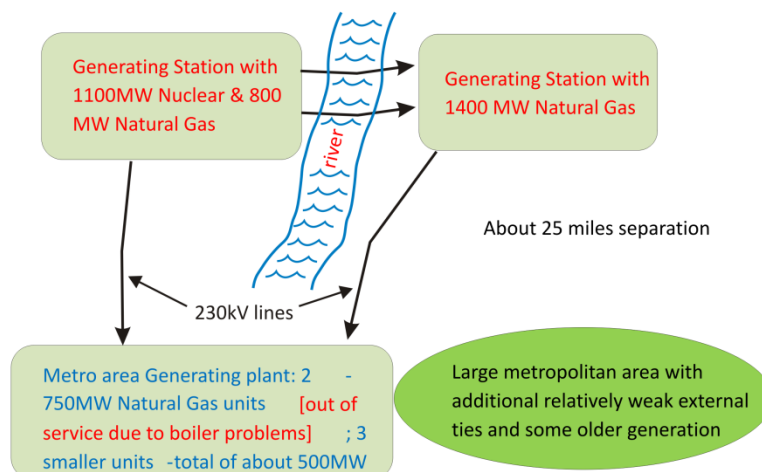 Generating Station with
1100MW Nuclear & 800
MW Natural Gas
river
Generating Station with
1400 MW Natural Gas
About 25 miles separation
230kV lines
Metro area Generating plant: 2 -
750MW Natural Gas units [out of
service due to boiler problems] ; 3
smaller units -total of about 500MW
Large metropolitan area with
additional relatively weak external
ties and some older generation